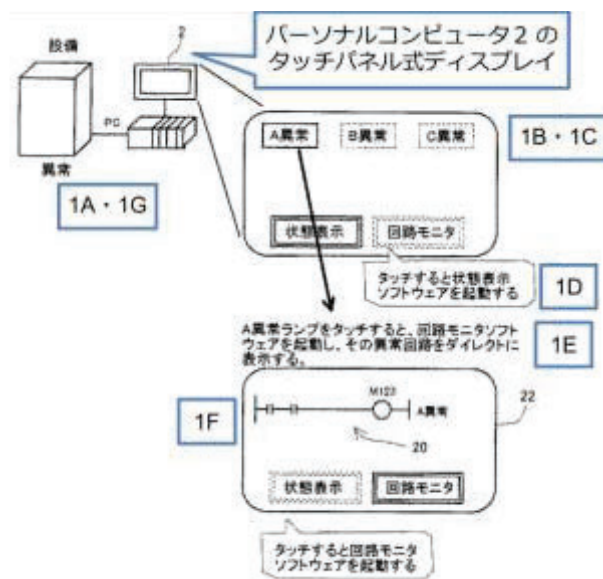 パーソナルコンピュータ2の
タッチパネル式ディスプレイ
2
設備
PC
異常
1A・1G
A異常
B異常
C異常
1B・1C
状態表示
回路モニタ
タッチすると状態表示
ソフトウェアを起動する
1D
A異常ランプをタッチすると、回路モニタソフト
ウェアを起動し、その異常回路をダイレクトに
表示する。
1E
1F
M123
A異常
22
20
状態表示
回路モニタ
タッチすると回路モニタ
ソフトウェアを起動する